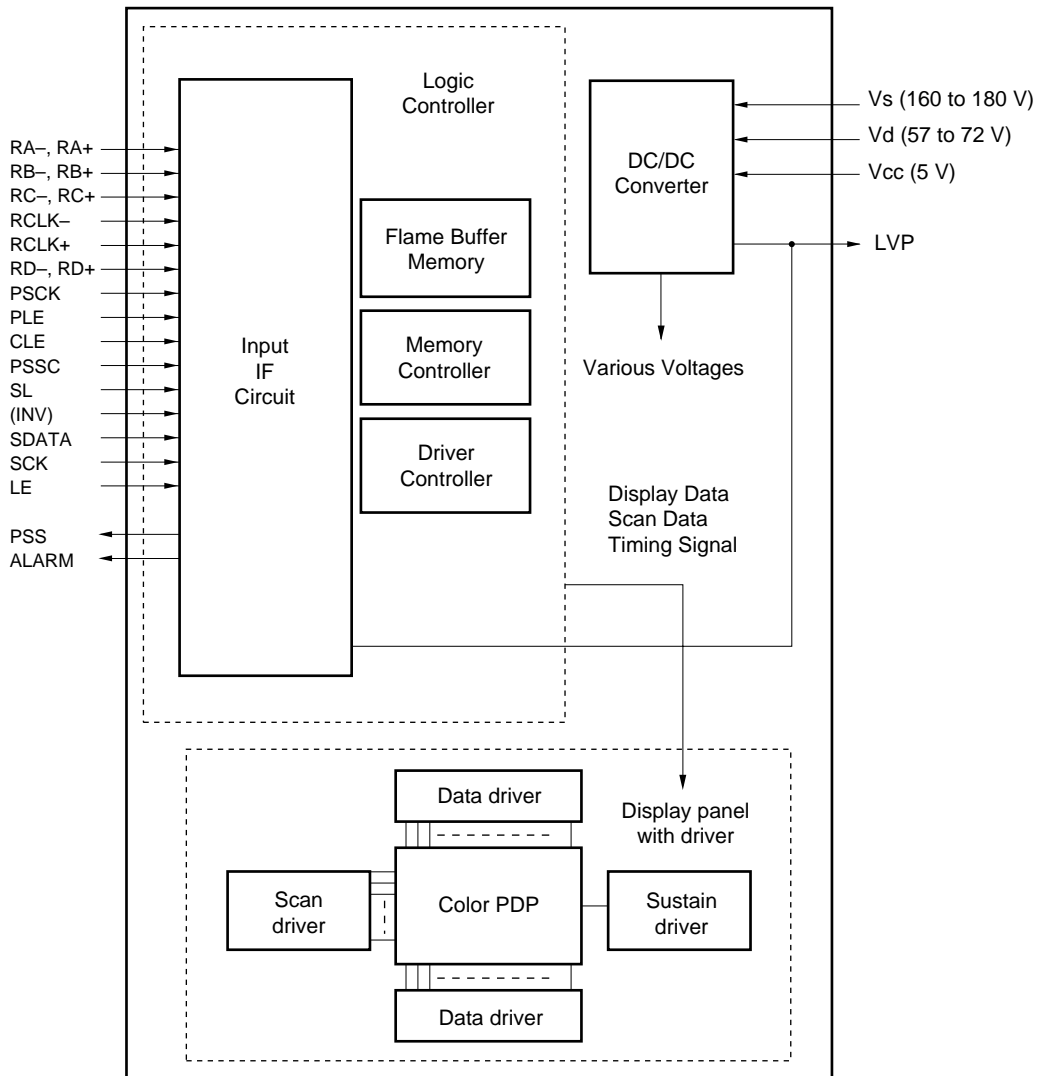 Logic
Controller
RA–, RA+
RB–, RB+
RC–, RC+
RCLK–
RCLK+
RD–, RD+
PSCK
PLE
CLE
PSSC
SL
(INV)
SDATA
SCK
LE
PSS
ALARM
Input
IF
Circuit
Flame Buffer
Memory
Memory
Controller
Driver
Controller
DC/DC
Converter
Vs (160 to 180 V)
Vd (57 to 72 V)
Vcc (5 V)
LVP
Various Voltages
Display Data
Scan Data
Timing Signal
Data driver
Display panel
with driver
Scan
driver
Color PDP
Sustain
driver
Data driver